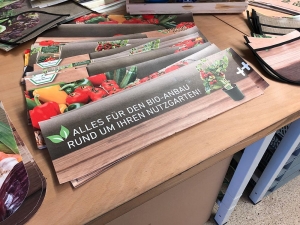 ALLES FÜR DEN BIO-ANBAU
RUND UM IHREN NUTZGARTEN!